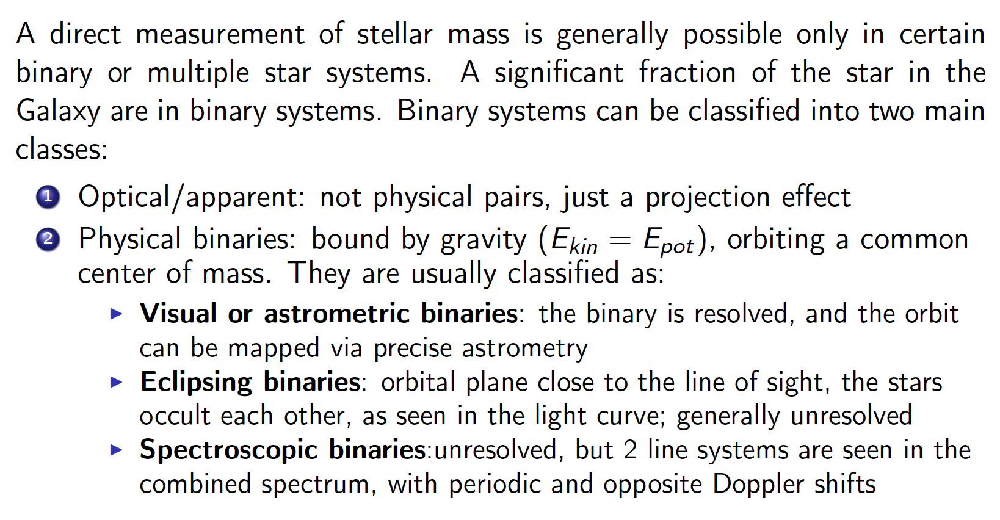 A direct measurement of stellar mass is generally possible only in certain
binary or multiple star systems. A significant fraction of the star in the
Galaxy are in binary systems. Binary systems can be classified into two main
classes:
1 Optical/apparent: not physical pairs, just a projection effect
2 Physical binaries: bound by gravity (E_kin = E_pot), orbiting a common
center of mass. They are usually classified as:
▶ Visual or astrometric binaries: the binary is resolved, and the orbit
can be mapped via precise astrometry
▶ Eclipsing binaries: orbital plane close to the line of sight, the stars
occult each other, as seen in the light curve; generally unresolved
▶ Spectroscopic binaries:unresolved, but 2 line systems are seen in the
combined spectrum, with periodic and opposite Doppler shifts